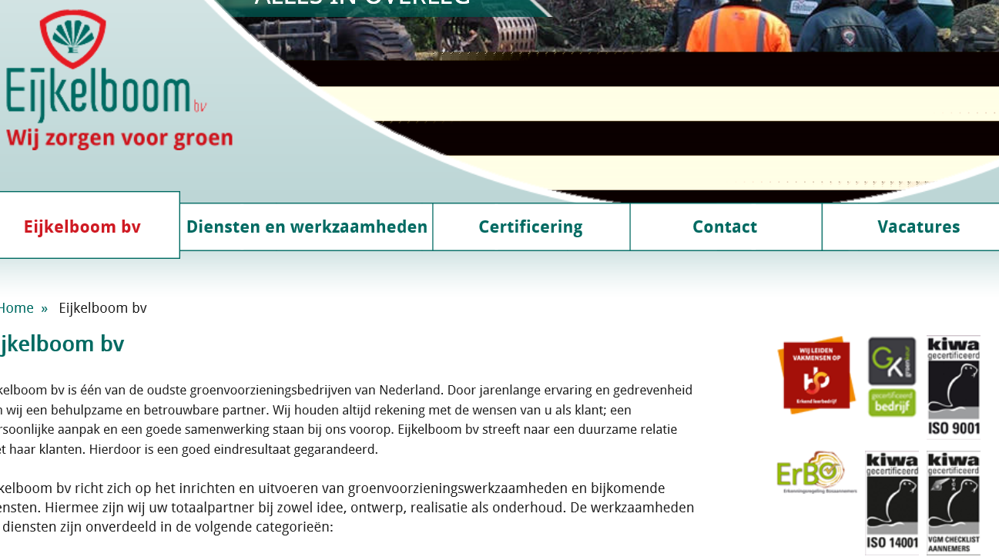 ALLES IN OVERLEG
Eijkelboom bv
Wij zorgen voor groen
Eijkelboom bv
Diensten en werkzaamheden
Certificering
Contact
Vacatures
Home » Eijkelboom bv
jkelboom bv
kelboom bv is één van de oudste groenvoorzieningsbedrijven van Nederland. Door jarenlange ervaring en gedrevenheid
n wij een behulpzame en betrouwbare partner. Wij houden altijd rekening met de wensen van u als klant; een
rsoonlijke aanpak en een goede samenwerking staan bij ons voorop. Eijkelboom bv streeft naar een duurzame relatie
et haar klanten. Hierdoor is een goed eindresultaat gegarandeerd.
kelboom bv richt zich op het inrichten en uitvoeren van groenvoorzieningswerkzaamheden en bijkomende
ensten. Hiermee zijn wij uw totaalpartner bij zowel idee, ontwerp, realisatie als onderhoud. De werkzaamheden
diensten zijn onverdeeld in de volgende categorieën:
WIJ LEIDEN
VAKMENSEN OP
Erkend leerbedrijf
GK
groenkeur
gecertificeerd
bedrijf
kiwa
gecertificeerd
ISO 9001
ErBO
Erkenningsregeling Bosaannemers
kiwa
gecertificeerd
ISO 14001
kiwa
gecertificeerd
VCA
VGM CHECKLIST
AANNEMERS